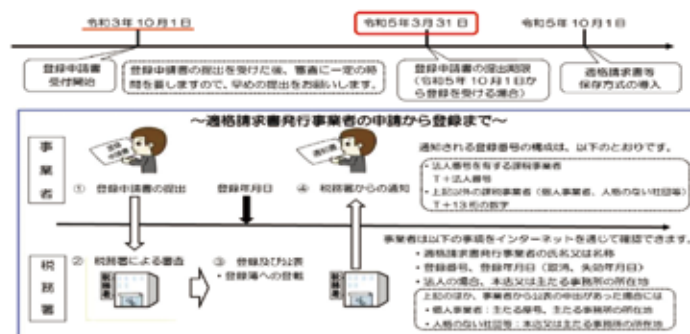 令和3年10月1日
令和5年3月31日
令和5年10月1日
登録申請書
受付開始
登録申請書の提出を受けた後、審査に一定の時
間を要しますので、早めの提出をお願いします。
登録申請書の提出期限
(令和5年10月1日か
ら登録を受ける場合)
適格請求書等
保存方式の導入
～適格請求書発行事業者の申請から登録まで～
事業者
登録申請書
通知書
① 登録申請書の提出
登録年月日
④ 税務署からの通知
通知される登録番号の構成は、以下のとおりです。
・法人番号を有する課税事業者
T+法人番号
・上記以外の課税事業者(個人事業者、人格のない社団等)
T+13桁の数字
税務署
② 税務署による審査
③ 登録及び公表
・登録簿への登載
税務署
税務署
事業者は以下の事項をインターネットを通じて確認できます。
・適格請求書発行事業者の氏名又は名称
・登録番号、登録年月日(取消、失効年月日)
・法人の場合、本店又は主たる事務所の所在地
上記のほか、事業者から公表の申出があった場合には
・個人事業者:主たる屋号、主たる事務所の所在地
・人格のない社団等:本店又は主たる事務所の所在地